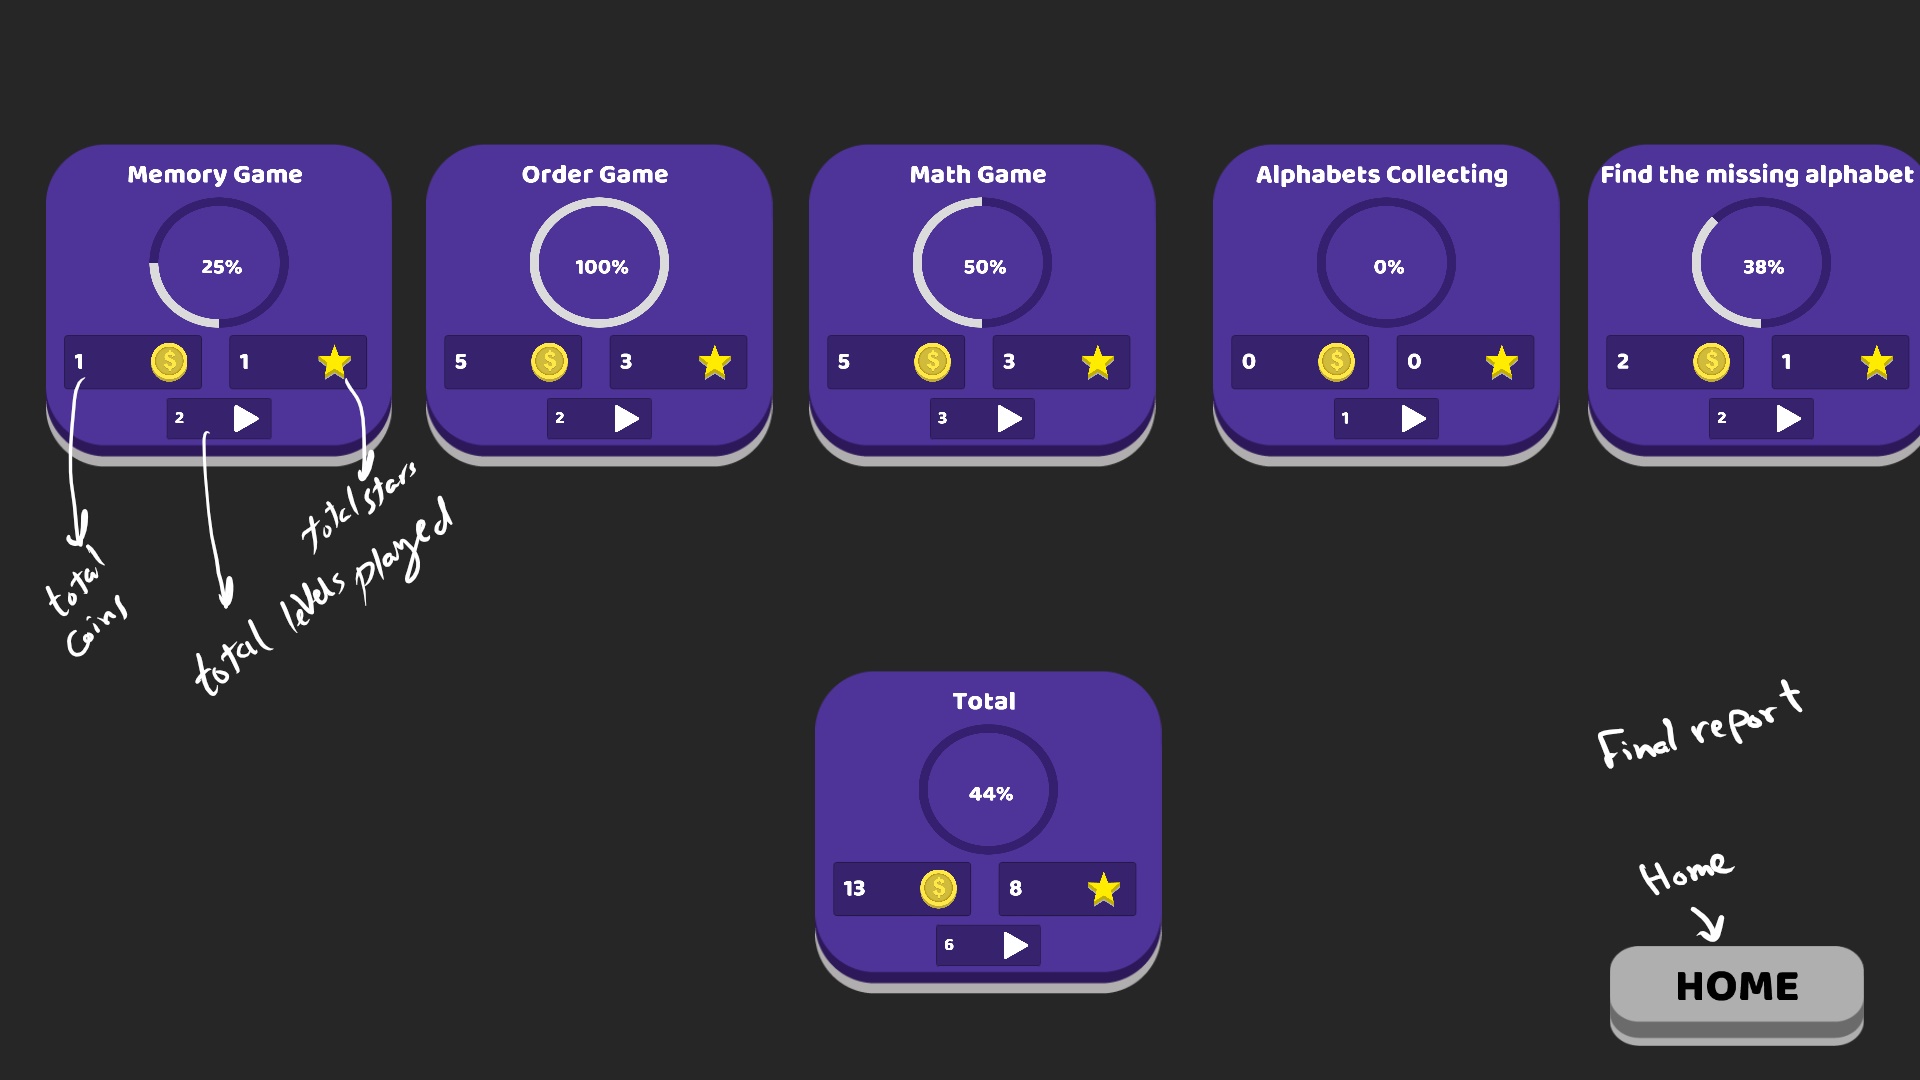 Memory Game
25%
1
1
2
Order Game
100%
5
3
2
Math Game
50%
5
3
3
Alphabets Collecting
0%
0
0
1
Find the missing alphabet
38%
2
1
2
total
coins
total levels played
total stars
Total
44%
13
8
6
Final report
Home
HOME